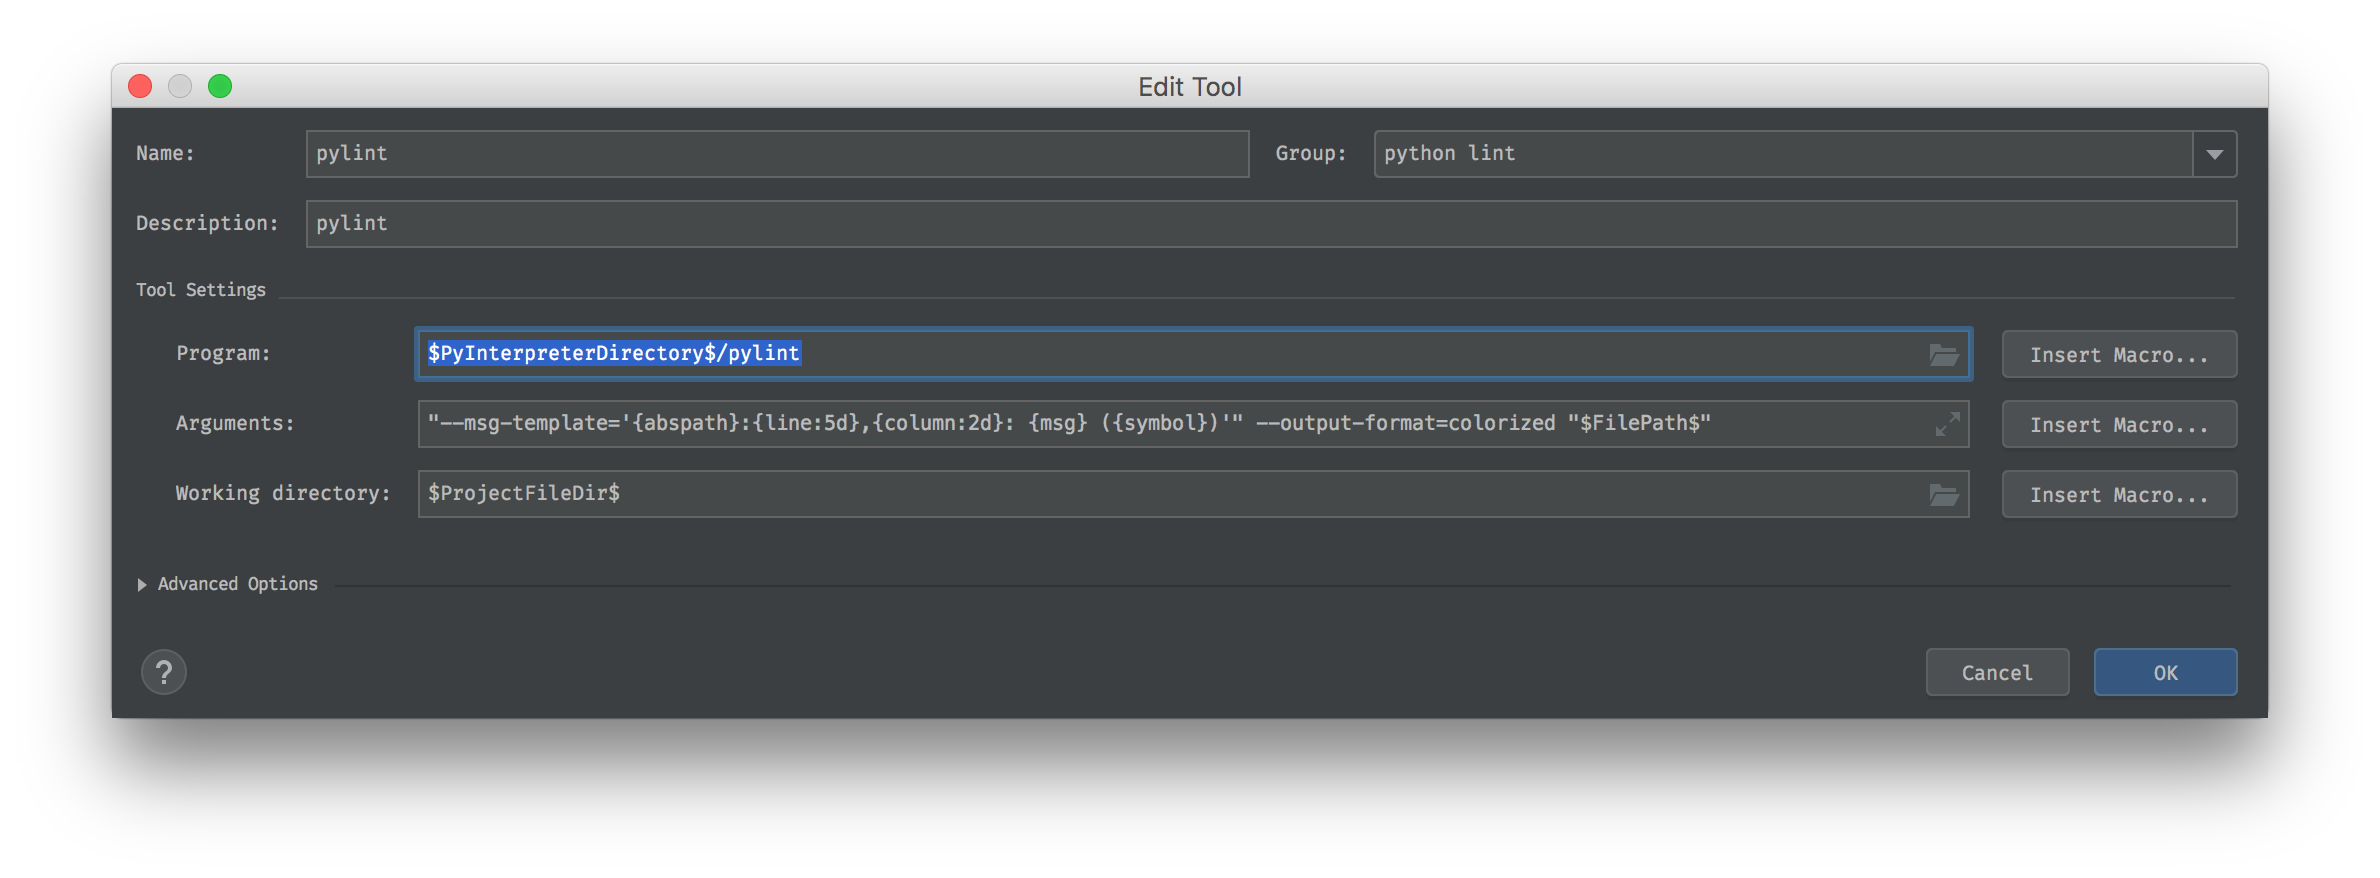 Edit Tool
Name: pylint Group: python lint
Description: pylint
Tool Settings
Program: $PyInterpreterDirectory$/pylint Insert Macro...
Arguments: "--msg-template='{abspath}:{line:5d},{column:2d}: {msg} ({symbol})'" --output-format=colorized "$FilePath$" Insert Macro...
Working directory: $ProjectFileDir$ Insert Macro...
Advanced Options
? Cancel OK